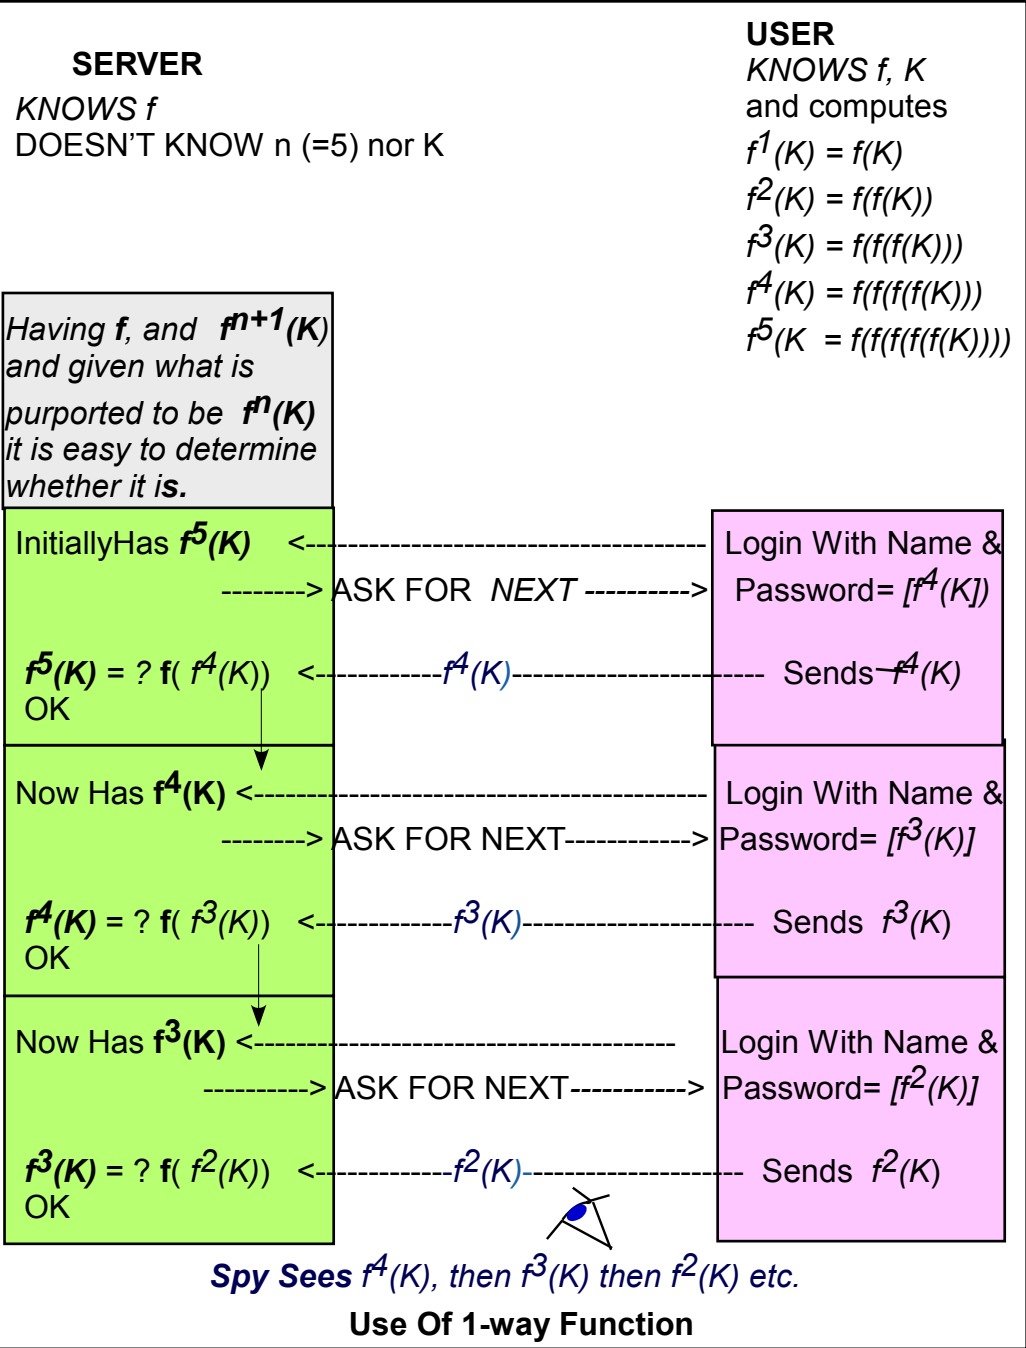 SERVER
KNOWS f
DOESN'T KNOW n (=5) nor K
USER
KNOWS f, K
and computes
f1(K) = f(K)
f2(K) = f(f(K))
f3(K) = f(f(f(K)))
f4(K) = f(f(f(f(K)))
f5(K = f(f(f(f(f(K))))
Having f, and fn+1(K)
and given what is
purported to be fn(K)
it is easy to determine
whether it is.
InitiallyHas f5(K) <------------------------------------- Login With Name &
--------> ASK FOR NEXT ----------> Password= [f4(K])
f5(K) = ? f( f4(K)) <------------f4(K)------------------------ Sends f4(K)
OK
Now Has f4(K) <------------------------------------------ Login With Name &
--------> ASK FOR NEXT------------> Password= [f3(K)]
f4(K) = ? f( f3(K)) <-------------f3(K)---------------------- Sends f3(K)
OK
Now Has f3(K) <--------------------------------------- Login With Name &
----------> ASK FOR NEXT-----------> Password= [f2(K)]
f3(K) = ? f( f2(K)) <-------------f2(K)--------------------- Sends f2(K)
OK
Spy Sees f4(K), then f3(K) then f2(K) etc.
Use Of 1-way Function